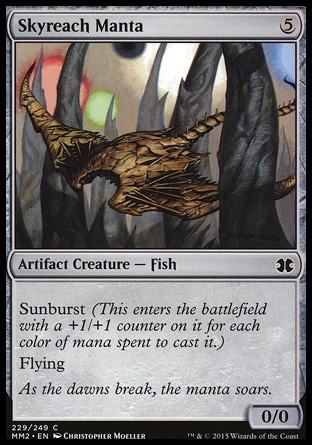 Skyreach Manta 5
Artifact Creature — Fish
Sunburst (This enters the battlefield
with a +1/+1 counter on it for each
color of mana spent to cast it.)
Flying
As the dawns break, the manta soars.
0/0
229/249 C
MM2 • EN Christopher Moeller ™ & © 2015 Wizards of the Coast